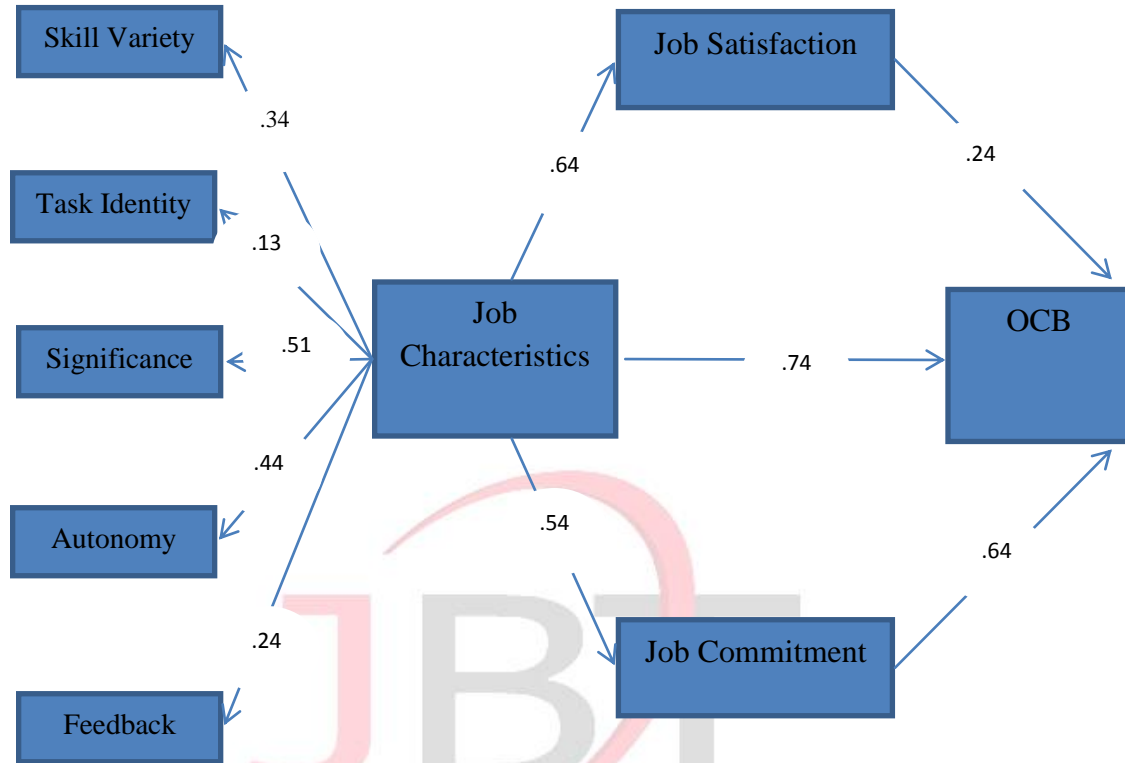 Skill Variety
Job Satisfaction
.34
.24
.64
Task Identity
.13
Job
Characteristics
OCB
Significance
.51
.74
.44
Autonomy
.54
.64
.24
Job Commitment
Feedback
JBT